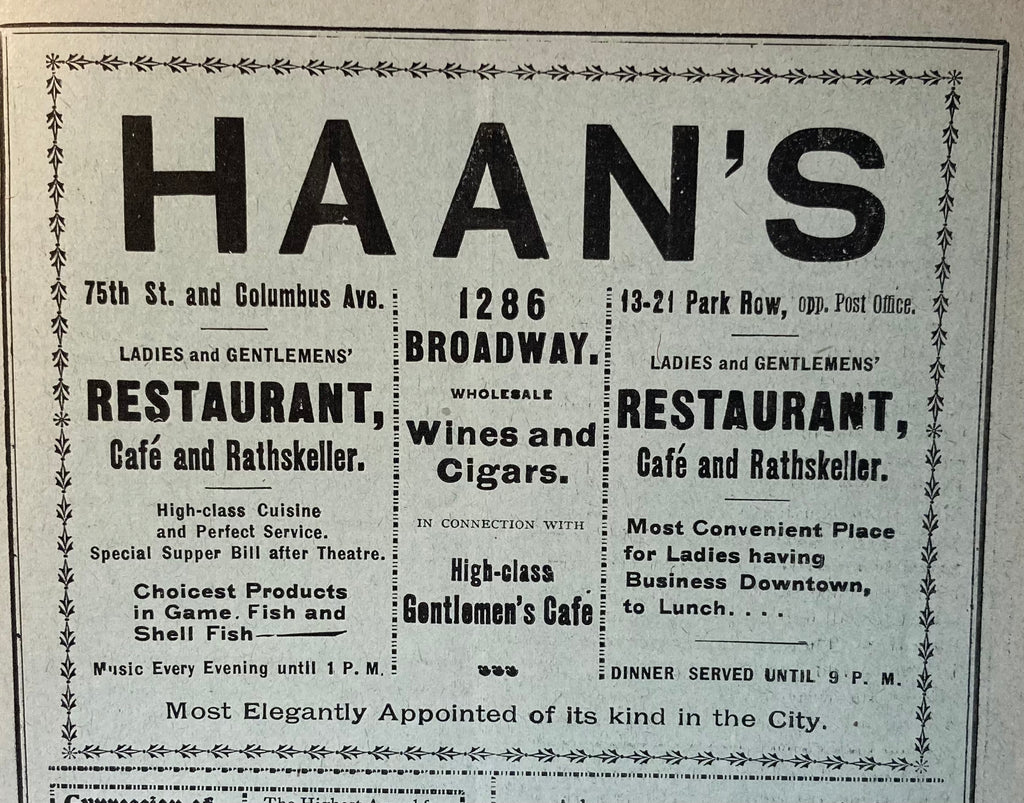 HAAN'S
75th St. and Columbus Ave.
LADIES and GENTLEMENS'
RESTAURANT,
Café and Rathskeller.
High-class Cuisine
and Perfect Service.
Special Supper Bill after Theatre.
Choicest Products
in Game, Fish and
Shell Fish
Music Every Evening until 1 P. M.
1286
BROADWAY.
WHOLESALE
Wines and
Cigars.
IN CONNECTION WITH
High-class
Gentlemen's Café
13-21 Park Row, opp. Post Office.
LADIES and GENTLEMENS'
RESTAURANT,
Café and Rathskeller.
Most Convenient Place
for Ladies having
Business Downtown,
to Lunch. . . .
DINNER SERVED UNTIL 9 P. M.
Most Elegantly Appointed of its kind in the City.